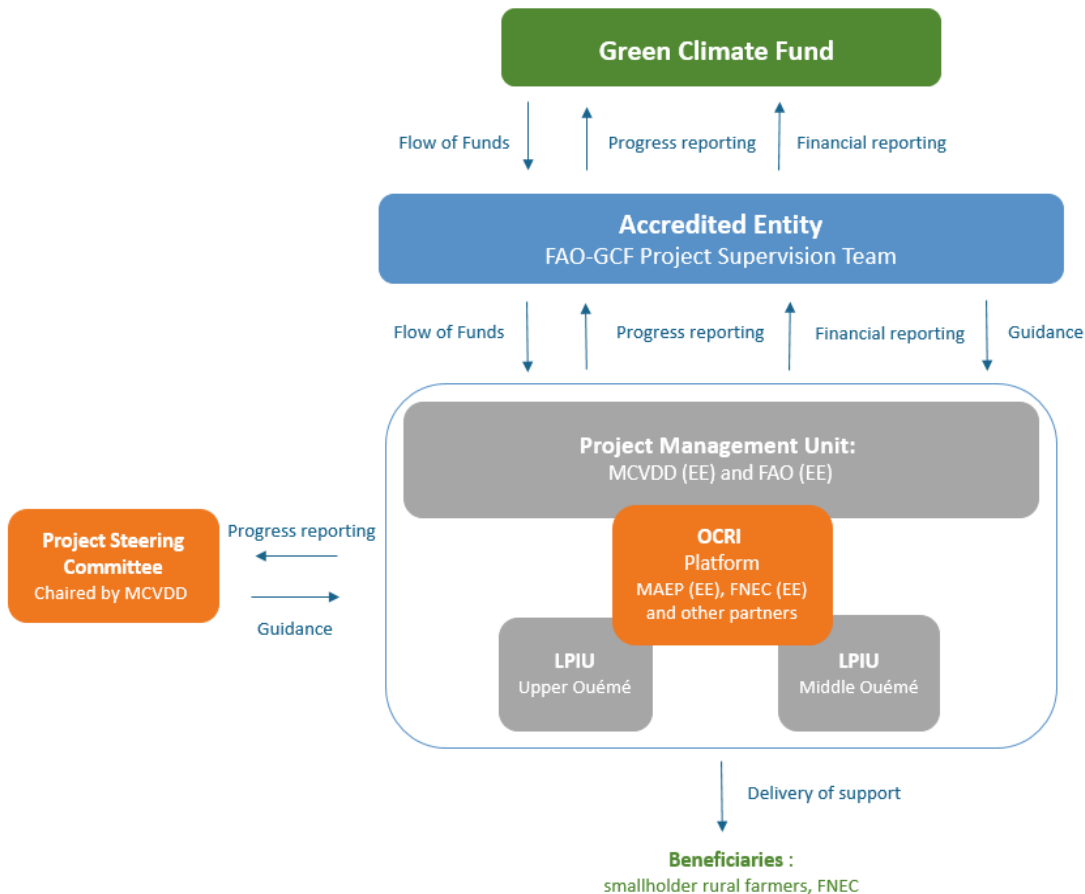 Green Climate Fund
Flow of Funds
Progress reporting
Financial reporting
Accredited Entity
FAO-GCF Project Supervision Team
Flow of Funds
Progress reporting
Financial reporting
Guidance
Project Management Unit:
MCVDD (EE) and FAO (EE)
Project Steering
Committee
Chaired by MCVDD
Progress reporting
Guidance
OCRI
Platform
MAEP (EE), FNEC (EE)
and other partners
LPIU
Upper Ouémé
LPIU
Middle Ouémé
Delivery of support
Beneficiaries :
smallholder rural farmers, FNEC